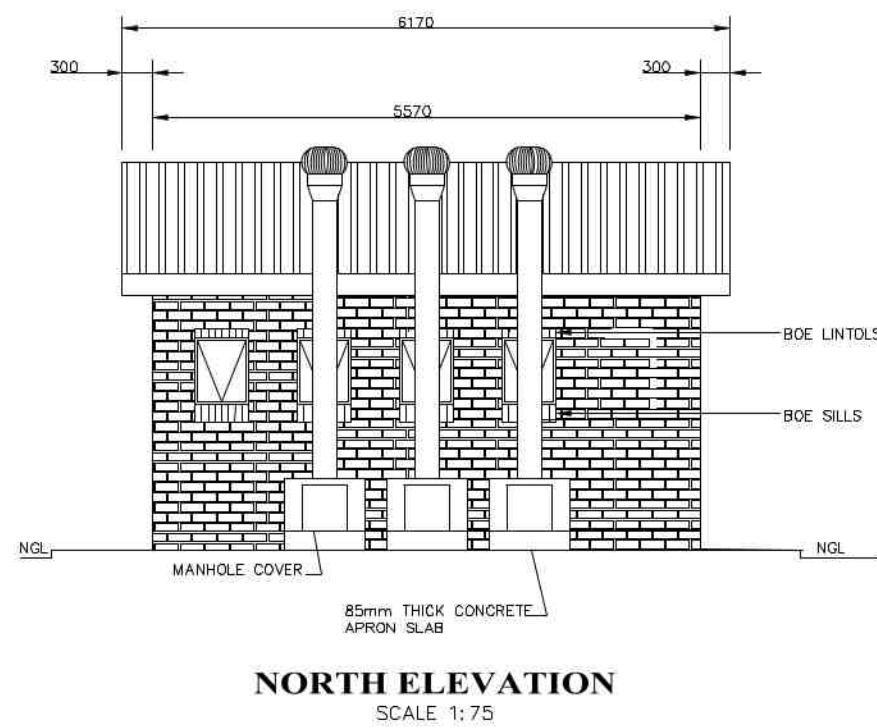 6170
300
300
5570
BOE LINTOLS
BOE SILLS
NGL
NGL
MANHOLE COVER
85mm THICK CONCRETE
APRON SLAB
NORTH ELEVATION
SCALE 1:75